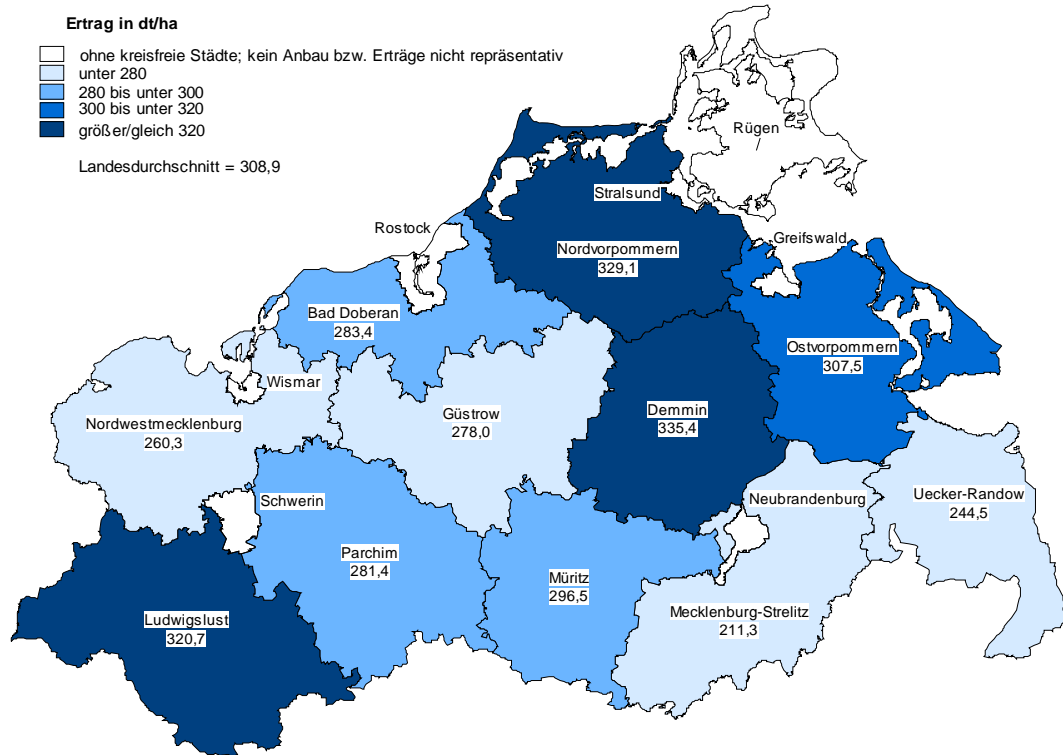 Ertrag in dt/ha
ohne kreisfreie Städte; kein Anbau bzw. Erträge nicht repräsentativ
unter 280
280 bis unter 300
300 bis unter 320
größer/gleich 320
Landesdurchschnitt = 308,9
Rügen
Stralsund
Rostock
Greifswald
Nordvorpommern
329,1
Bad Doberan
283,4
Ostvorpommern
307,5
Wismar
Nordwestmecklenburg
260,3
Güstrow
278,0
Demmin
335,4
Schwerin
Neubrandenburg
Uecker-Randow
244,5
Parchim
281,4
Müritz
296,5
Mecklenburg-Strelitz
211,3
Ludwigslust
320,7